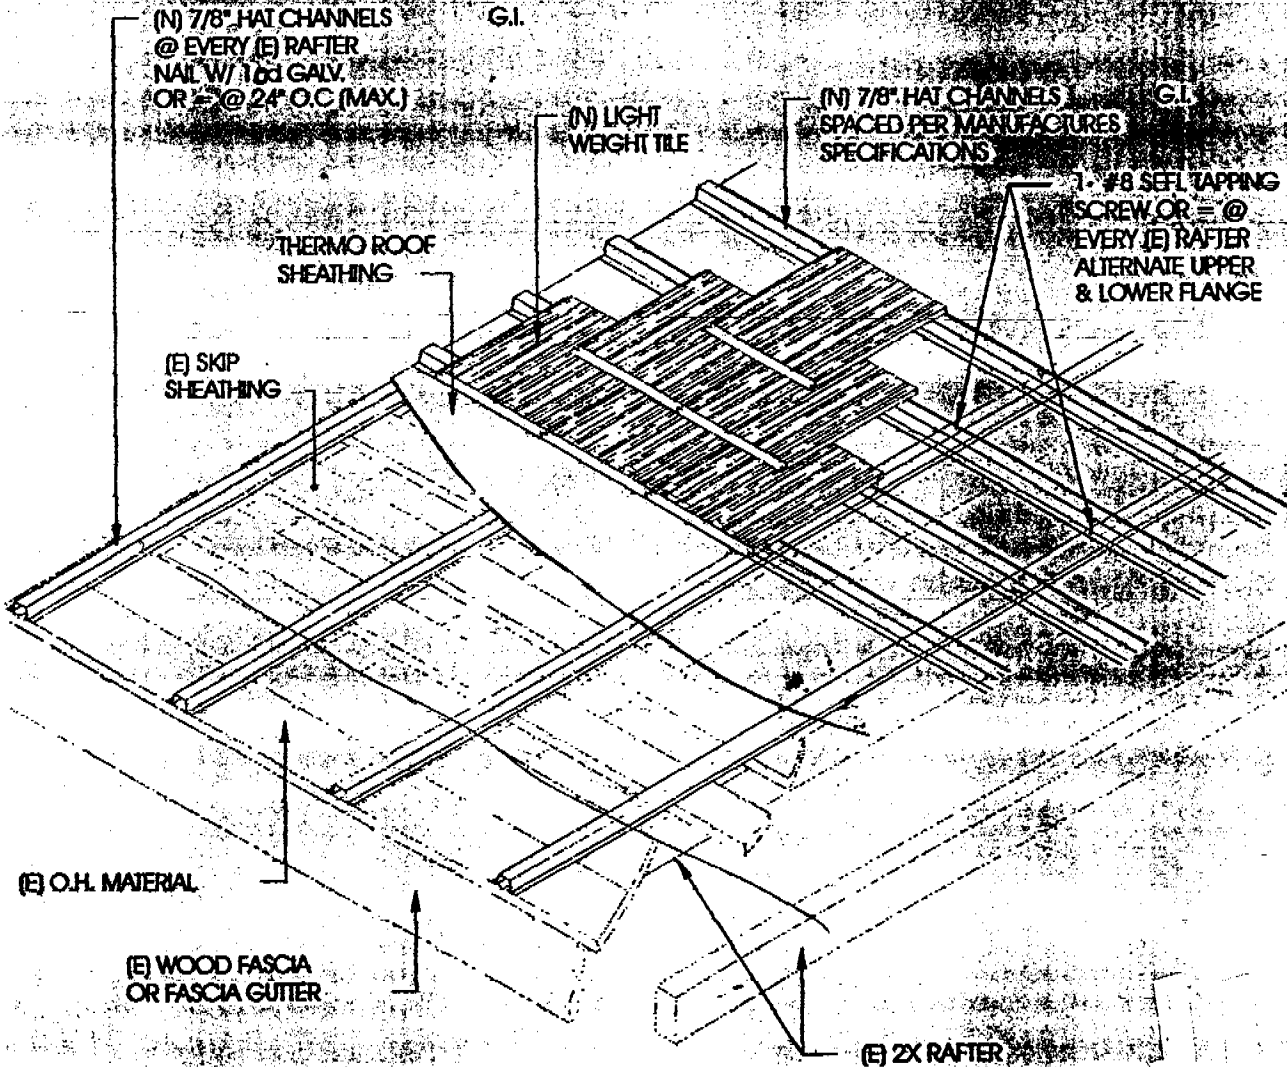 (N) 7/8" HAT CHANNELS G.I.
@ EVERY (E) RAFTER
NAIL W/ 10d GALV.
OR = @ 24" O.C (MAX.)
(N) LIGHT
WEIGHT TILE
(N) 7/8" HAT CHANNELS G.I.
SPACED PER MANUFACTURES
SPECIFICATIONS
1- #8 SEFL TAPPING
SCREW OR = @
EVERY (E) RAFTER
ALTERNATE UPPER
& LOWER FLANGE
THERMO ROOF
SHEATHING
(E) SKIP
SHEATHING
(E) O.H. MATERIAL
(E) WOOD FASCIA
OR FASCIA GUTTER
(E) 2X RAFTER